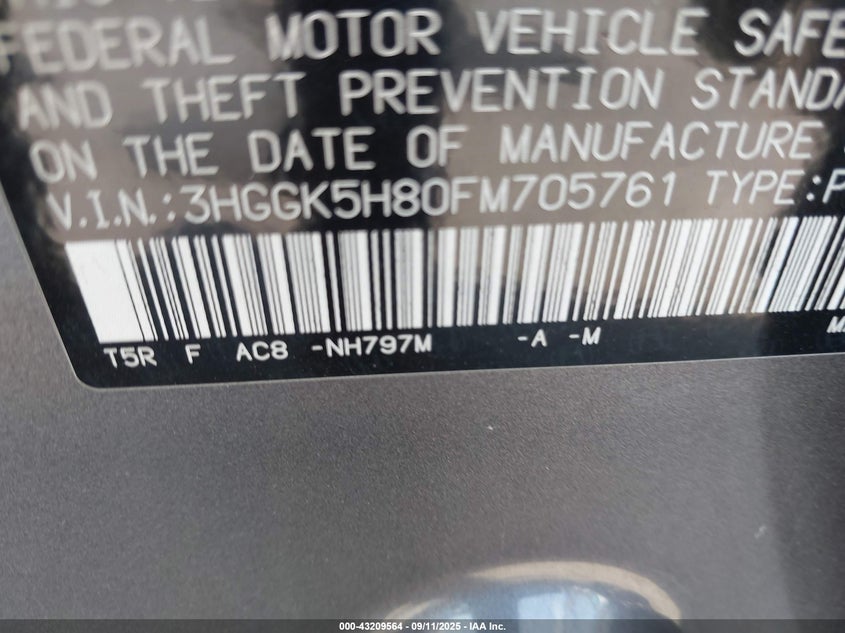 FEDERAL MOTOR VEHICLE SAFE
AND THEFT PREVENTION STANDA
ON THE DATE OF MANUFACTURE
V.I.N.:3HGGK5H80FM705761 TYPE:P
T5R F AC8 -NH797M -A -M
000-43209564 - 09/11/2025 - IAA Inc.